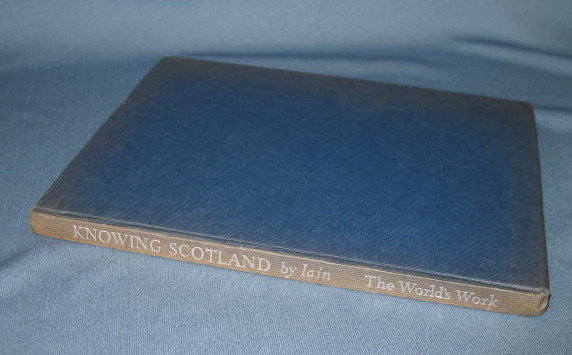 KNOWING SCOTLAND by Iain The World's Work